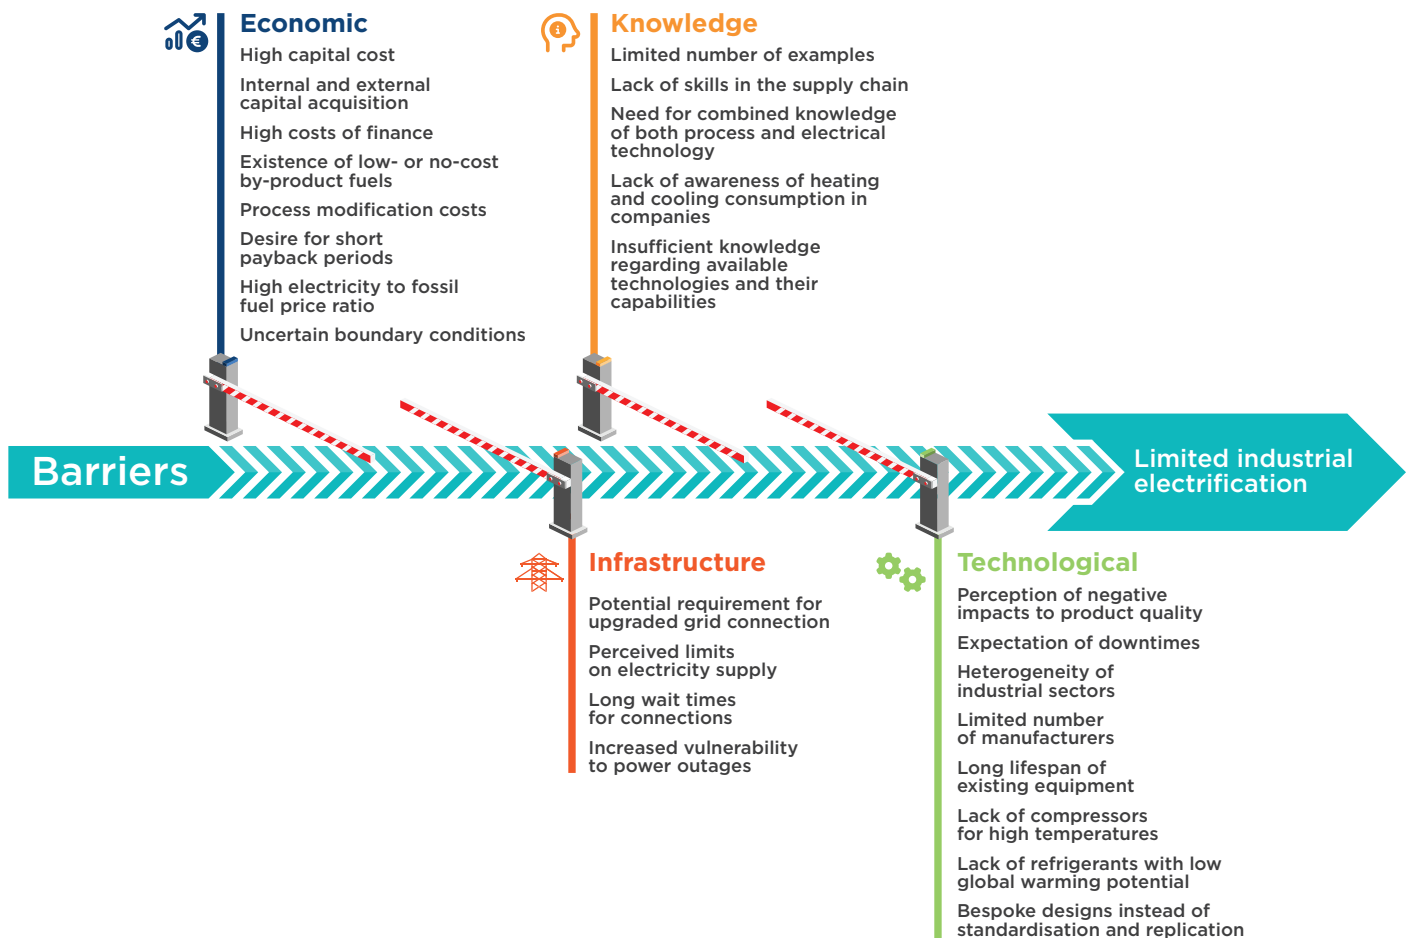 Economic
High capital cost
Internal and external
capital acquisition
High costs of finance
Existence of low- or no-cost
by-product fuels
Process modification costs
Desire for short
payback periods
High electricity to fossil
fuel price ratio
Uncertain boundary conditions
Knowledge
Limited number of examples
Lack of skills in the supply chain
Need for combined knowledge
of both process and electrical
technology
Lack of awareness of heating
and cooling consumption in
companies
Insufficient knowledge
regarding available
technologies and their
capabilities
Barriers
Limited industrial
electrification
Infrastructure
Potential requirement for
upgraded grid connection
Perceived limits
on electricity supply
Long wait times
for connections
Increased vulnerability
to power outages
Technological
Perception of negative
impacts to product quality
Expectation of downtimes
Heterogeneity of
industrial sectors
Limited number
of manufacturers
Long lifespan of
existing equipment
Lack of compressors
for high temperatures
Lack of refrigerants with low
global warming potential
Bespoke designs instead of
standardisation and replication